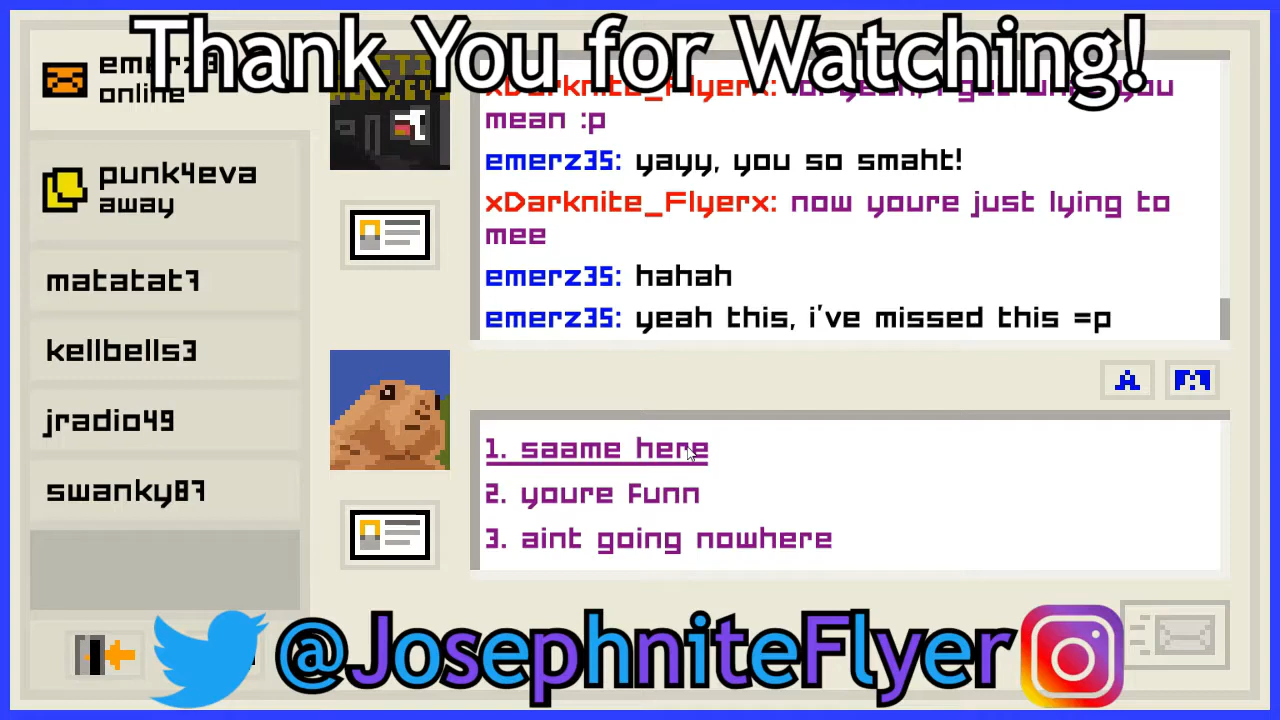 Thank You for Watching!
online
punk4eva
away
matatat7
kellbells3
jradio49
swanky87
mean :p
emerz35: yayy, you so smaht!
xDarknite_Flyerx: now youre just lying to
mee
emerz35: hahah
emerz35: yeah this, i've missed this =p
1. saame here
2. youre funn
3. aint going nowhere
@JosephniteFlyer